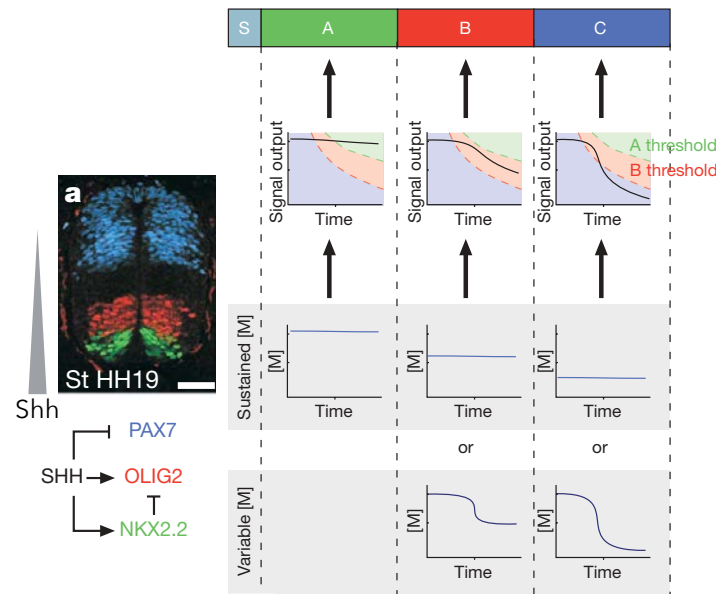 S A B C
Signal output
Time
Signal output
Time
Signal output
Time
A threshold
B threshold
a
St HH19
Shh
PAX7
SHH OLIG2
NKX2.2
Sustained [M]
[M]
Time
[M]
Time
[M]
Time
or or
Variable [M]
[M]
Time
[M]
Time